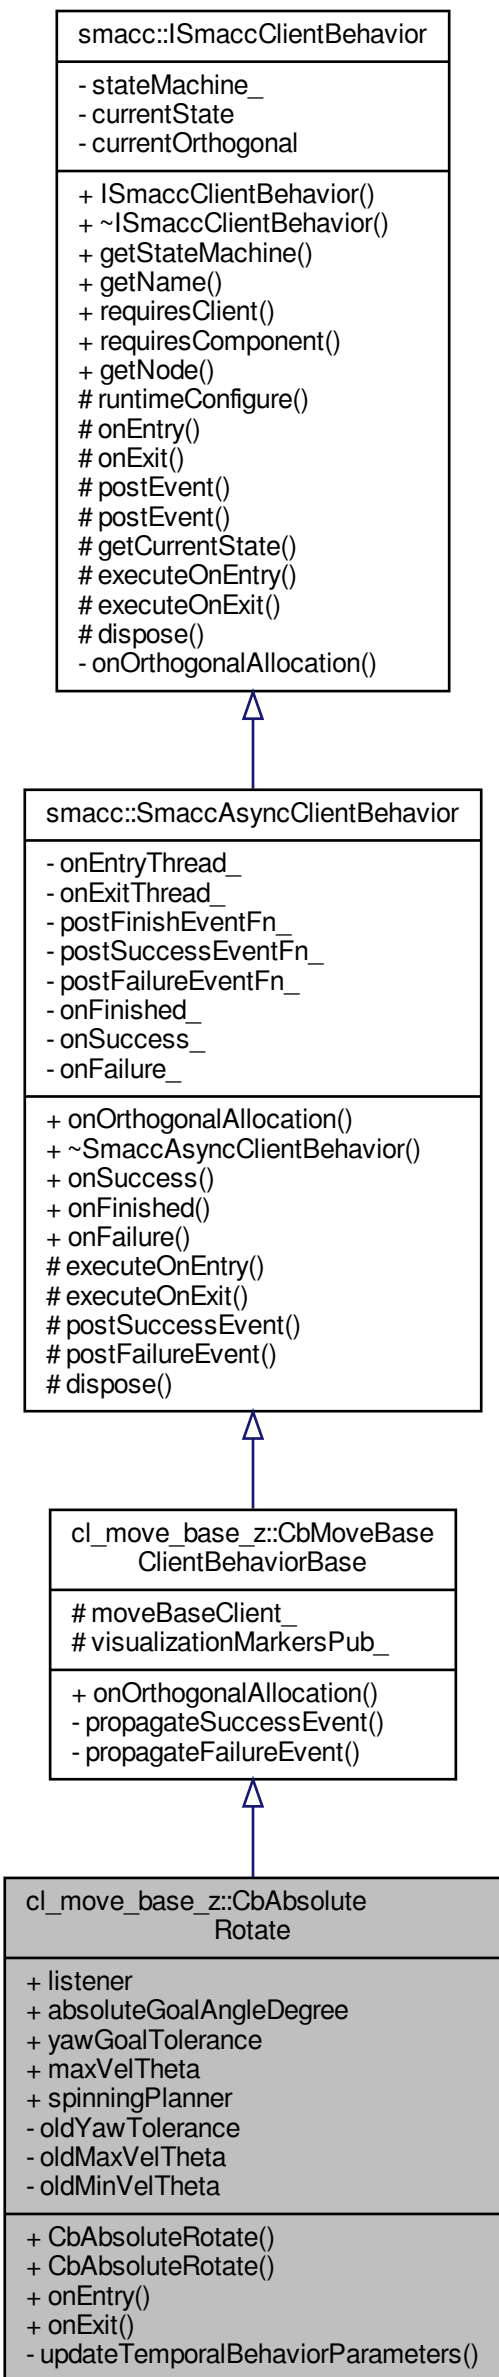 smacc::ISmaccClientBehavior
- stateMachine_
- currentState
- currentOrthogonal
+ ISmaccClientBehavior()
+ ~ISmaccClientBehavior()
+ getStateMachine()
+ getName()
+ requiresClient()
+ requiresComponent()
+ getNode()
# runtimeConfigure()
# onEntry()
# onExit()
# postEvent()
# postEvent()
# getCurrentState()
# executeOnEntry()
# executeOnExit()
# dispose()
- onOrthogonalAllocation()
smacc::SmaccAsyncClientBehavior
- onEntryThread_
- onExitThread_
- postFinishEventFn_
- postSuccessEventFn_
- postFailureEventFn_
- onFinished_
- onSuccess_
- onFailure_
+ onOrthogonalAllocation()
+ ~SmaccAsyncClientBehavior()
+ onSuccess()
+ onFinished()
+ onFailure()
# executeOnEntry()
# executeOnExit()
# postSuccessEvent()
# postFailureEvent()
# dispose()
cl_move_base_z::CbMoveBase
ClientBehaviorBase
# moveBaseClient_
# visualizationMarkersPub_
+ onOrthogonalAllocation()
- propagateSuccessEvent()
- propagateFailureEvent()
cl_move_base_z::CbAbsolute
Rotate
+ listener
+ absoluteGoalAngleDegree
+ yawGoalTolerance
+ maxVelTheta
+ spinningPlanner
- oldYawTolerance
- oldMaxVelTheta
- oldMinVelTheta
+ CbAbsoluteRotate()
+ CbAbsoluteRotate()
+ onEntry()
+ onExit()
- updateTemporalBehaviorParameters()